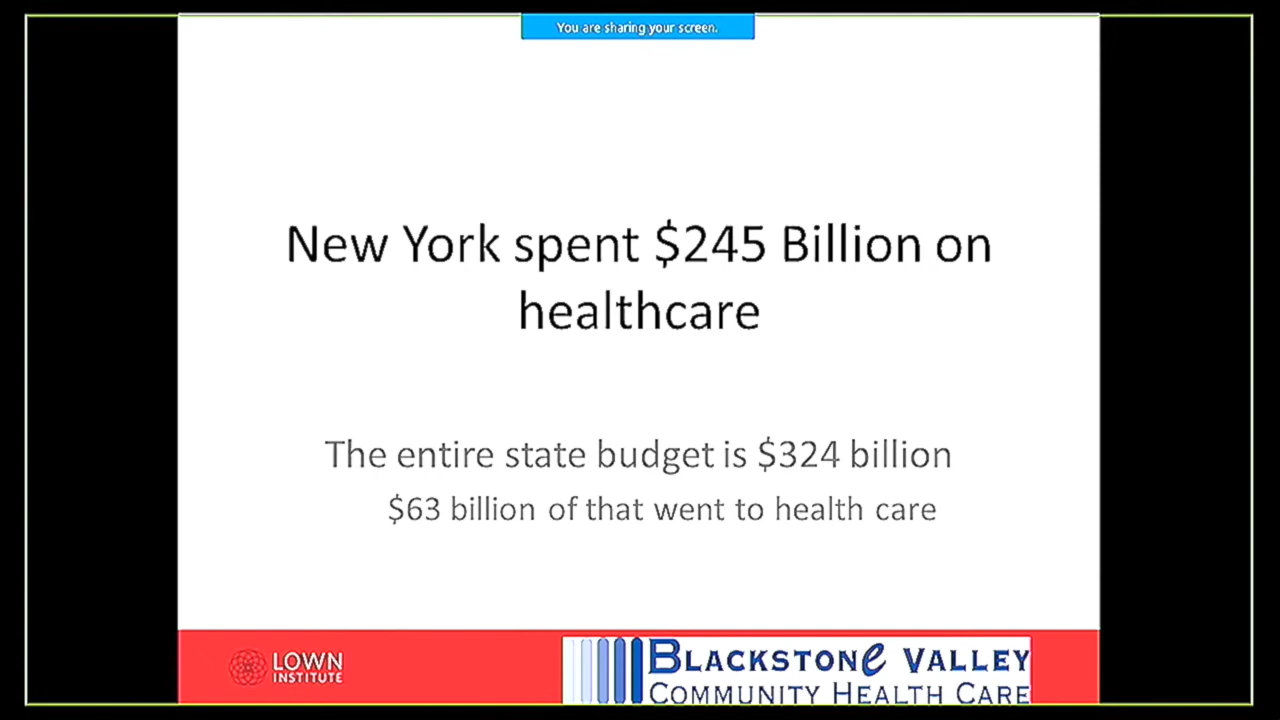 You are sharing your screen.
New York spent $245 Billion on
healthcare
The entire state budget is $324 billion
$63 billion of that went to health care
LOWN
INSTITUTE
BLACKSTONe VALLEY
COMMUNITY HEALTH CARE